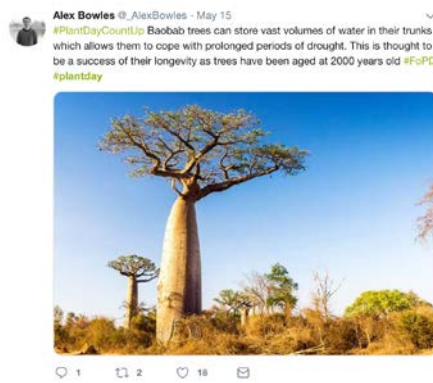 Alex Bowles @_AlexBowles · May 15
#PlantDayCountUp Baobab trees can store vast volumes of water in their trunks
which allows them to cope with prolonged periods of drought. This is thought to
be a success of their longevity as trees have been aged at 2000 years old #FoPD
#plantday
1 2 18